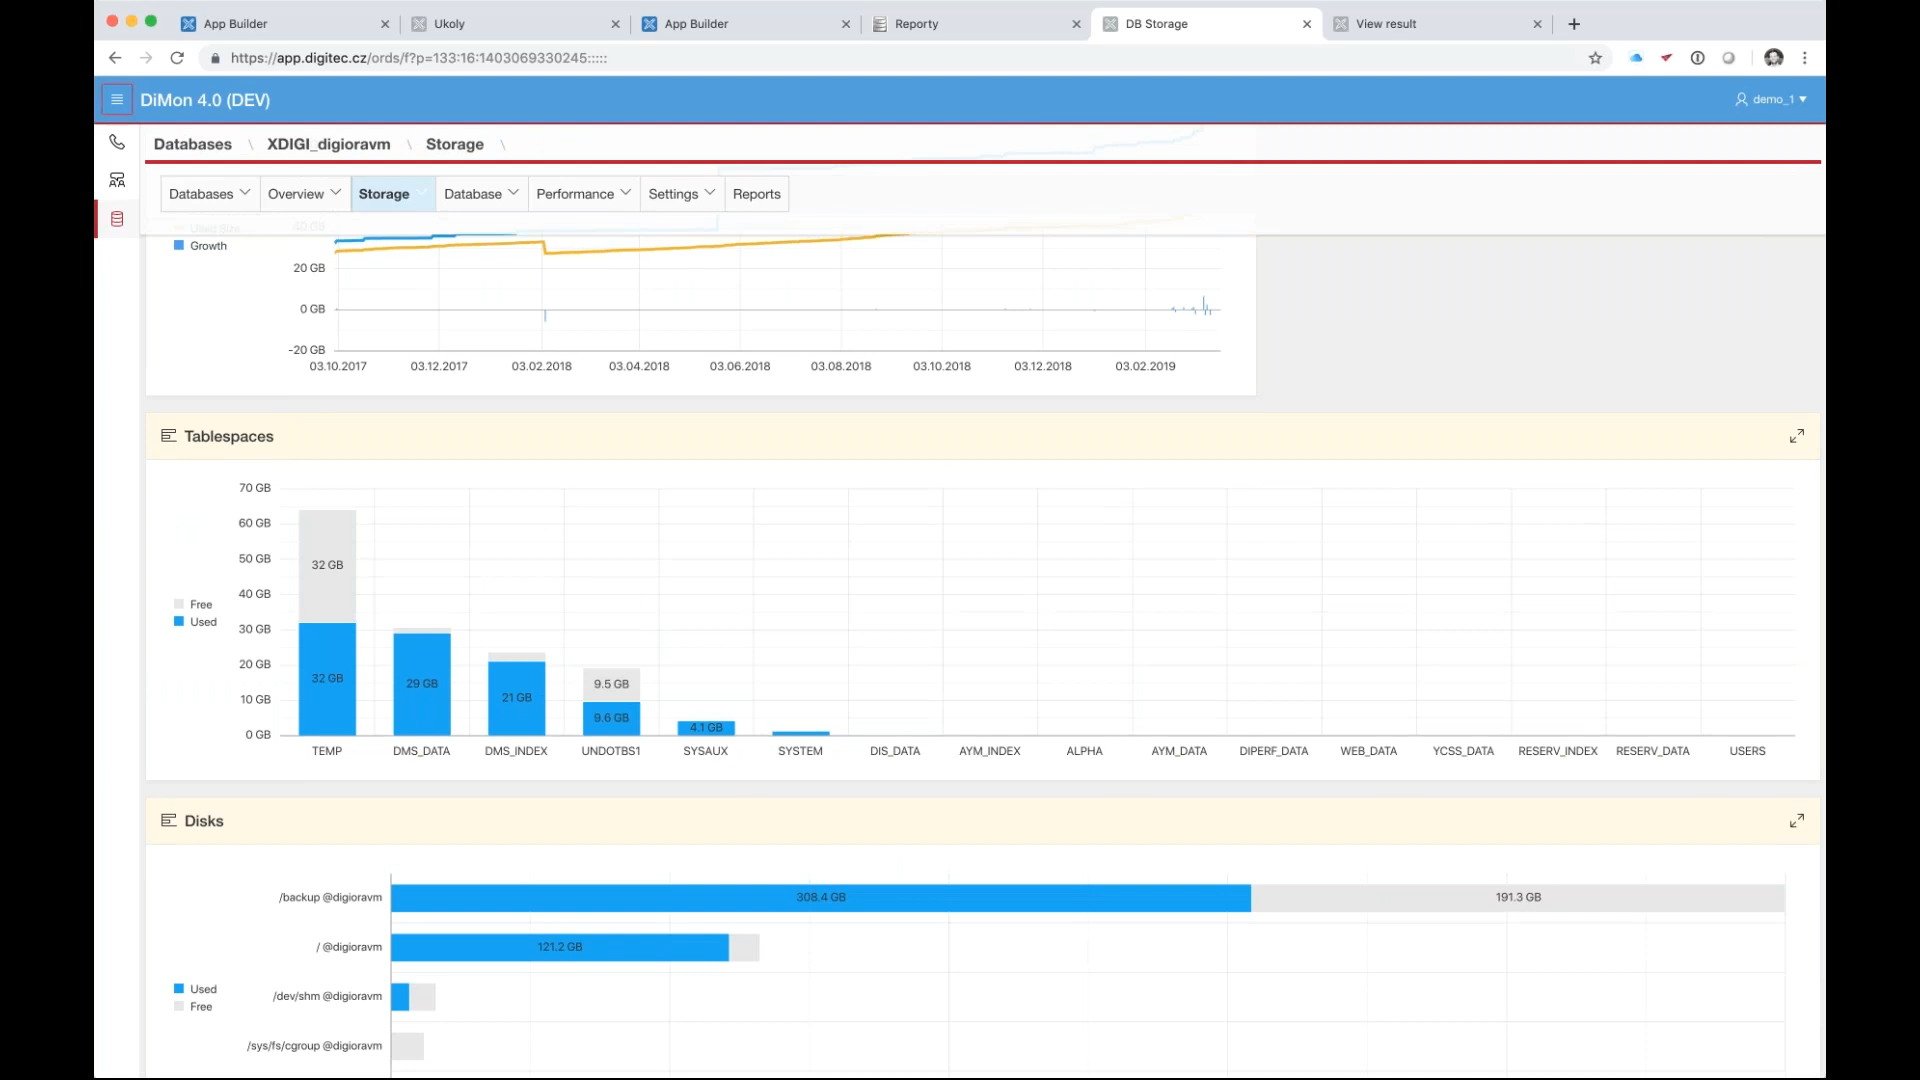 App Builder
Ukoly
App Builder
Reporty
DB Storage
View result
https://app.digitec.cz/ords/f?p=133:16:1403069330245:::::
DiMon 4.0 (DEV)
demo_1
Databases \ XDIGI_digioravm \ Storage \
Databases
Overview
Storage
Database
Performance
Settings
Reports
Used Size
40 GB
Growth
20 GB
0 GB
-20 GB
03.10.2017
03.12.2017
03.02.2018
03.04.2018
03.06.2018
03.08.2018
03.10.2018
03.12.2018
03.02.2019
Tablespaces
Free
Used
70 GB
60 GB
50 GB
40 GB
30 GB
20 GB
10 GB
0 GB
32 GB
32 GB
29 GB
21 GB
9.5 GB
9.6 GB
4.1 GB
TEMP
DMS_DATA
DMS_INDEX
UNDOTBS1
SYSAUX
SYSTEM
DIS_DATA
AYM_INDEX
ALPHA
AYM_DATA
DIPERF_DATA
WEB_DATA
YCSS_DATA
RESERV_INDEX
RESERV_DATA
USERS
Disks
Used
Free
/backup @digioravm
308.4 GB
191.3 GB
/ @digioravm
121.2 GB
/dev/shm @digioravm
/sys/fs/cgroup @digioravm